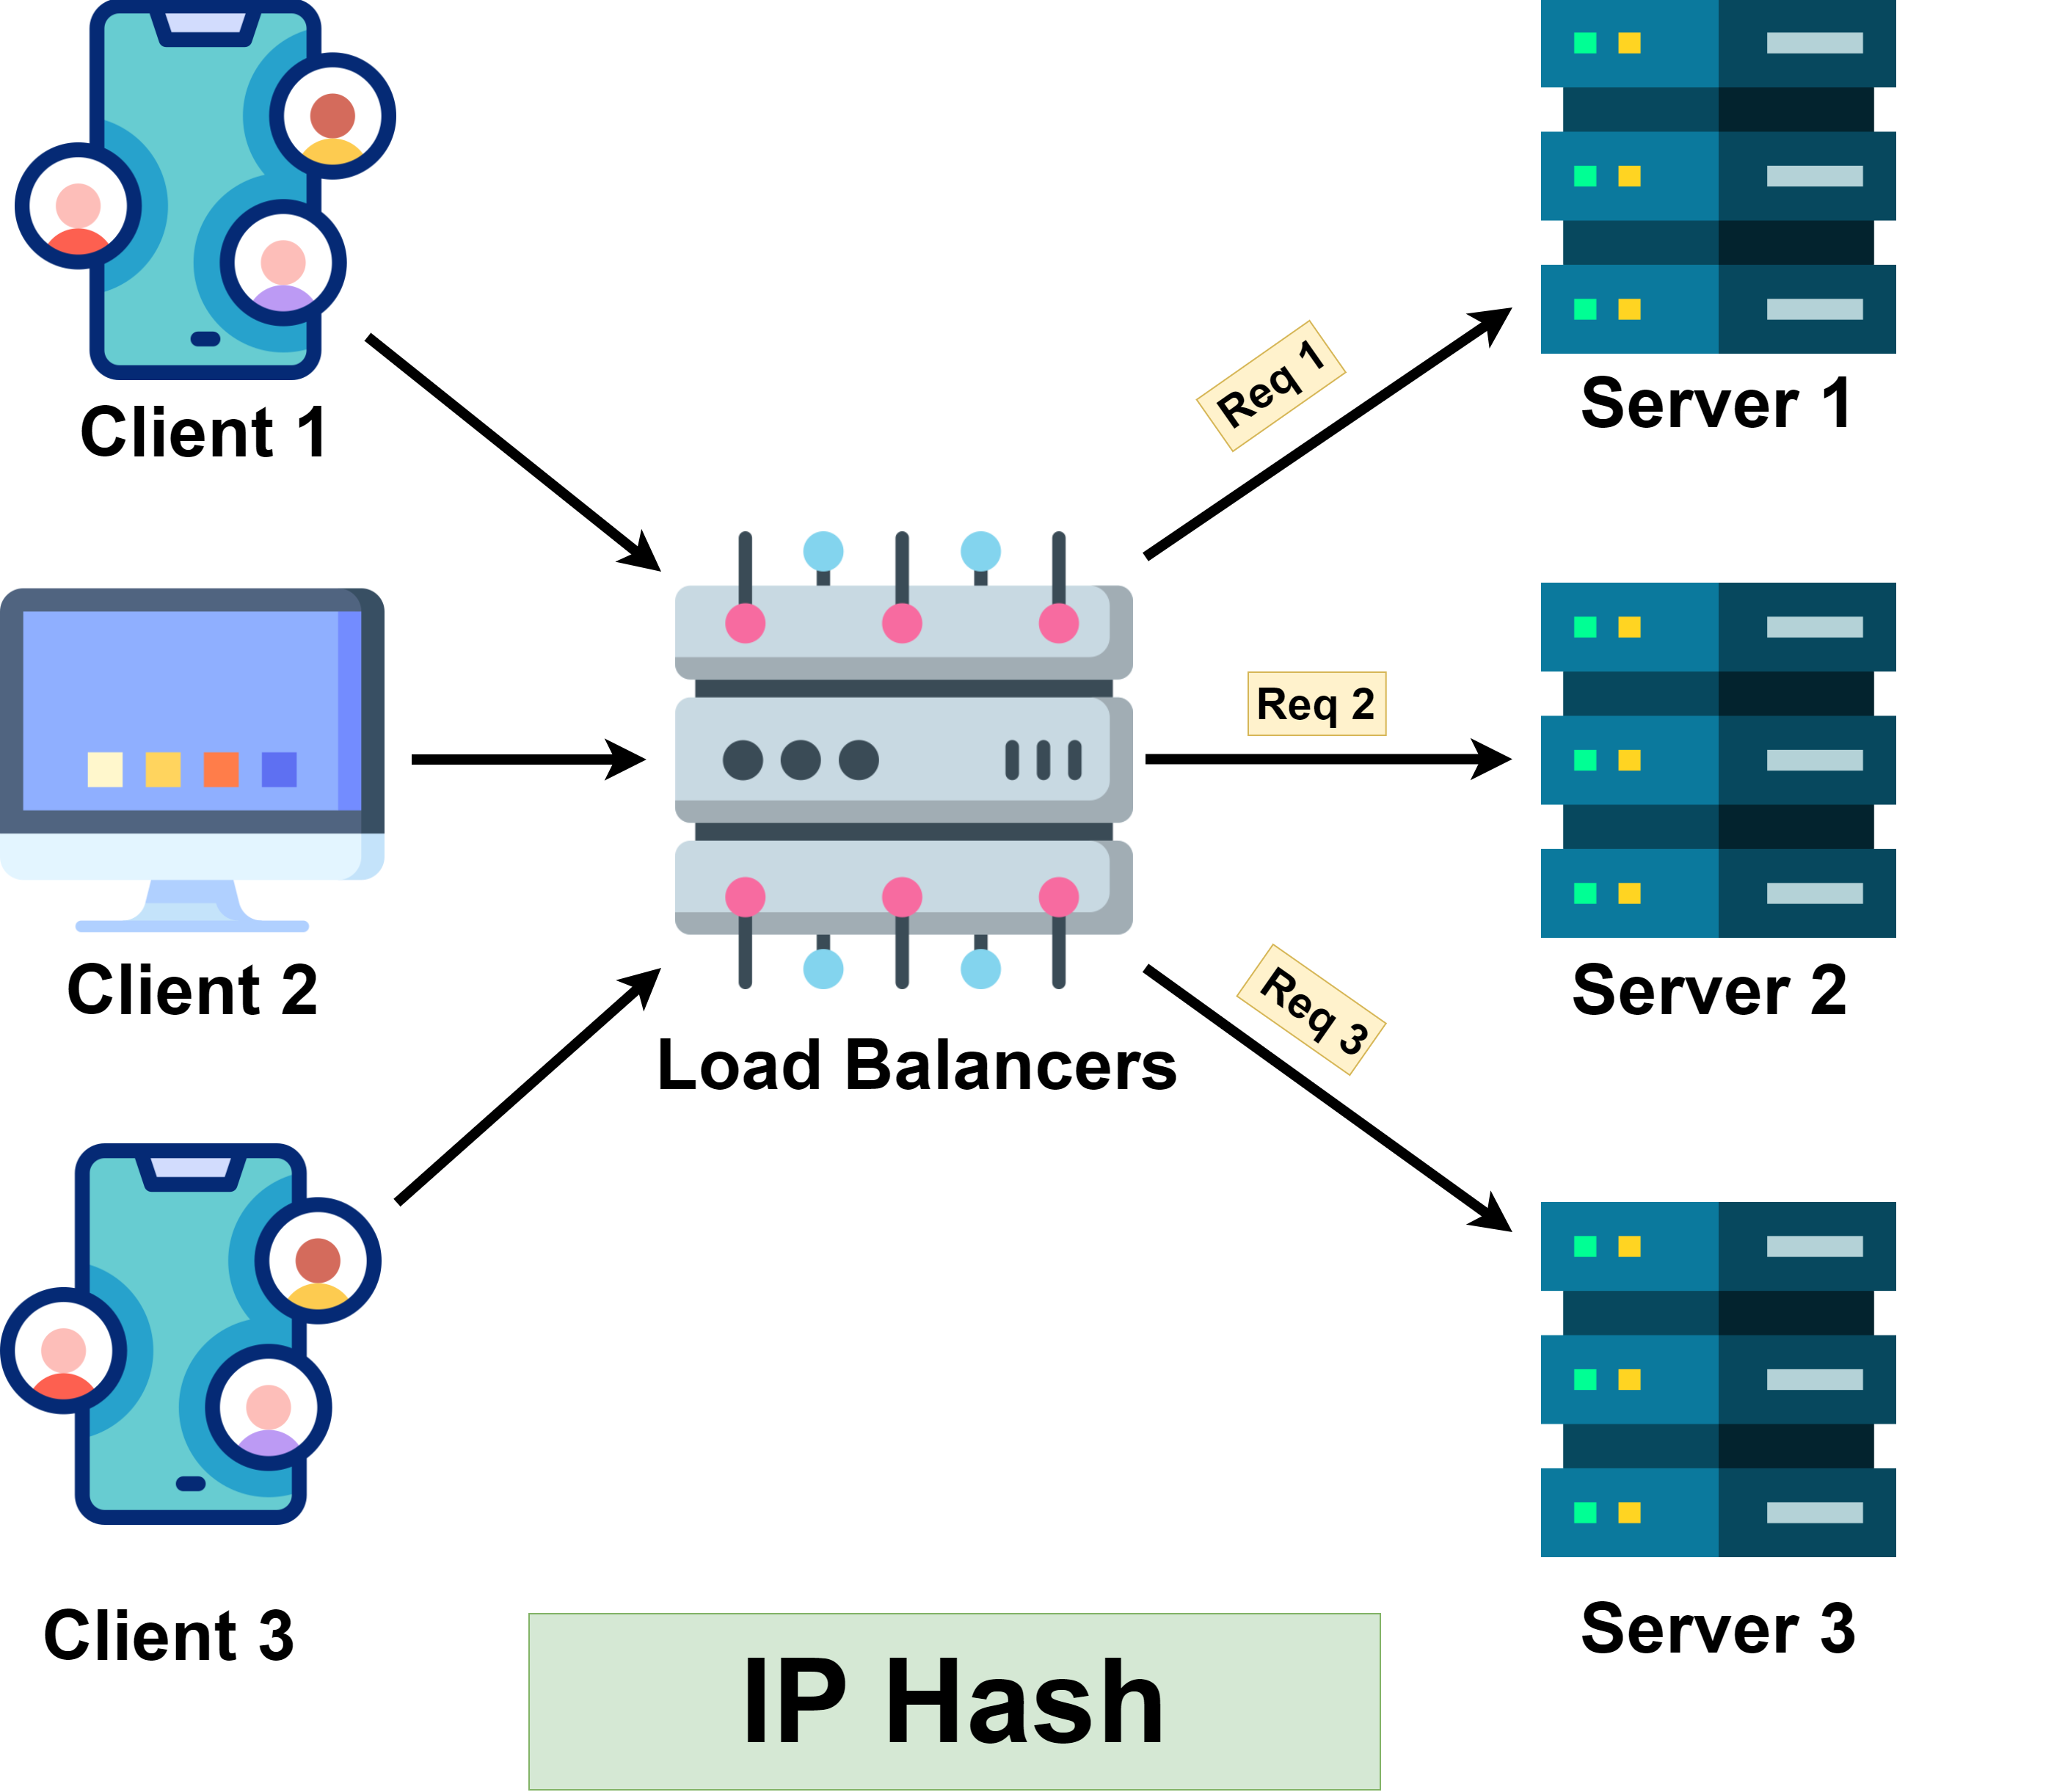 Client 1
Req 1
Server 1
Req 2
Client 2
Server 2
Load Balancers
Req 3
Client 3
Server 3
IP Hash